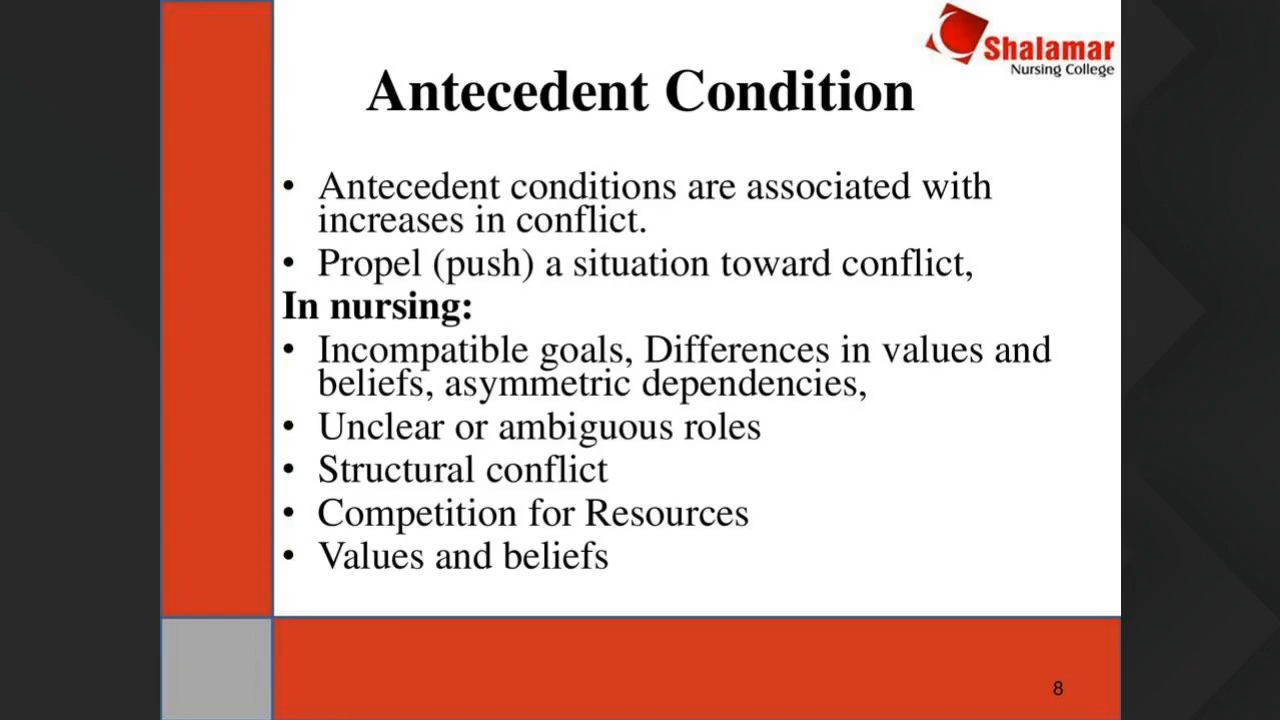 Shalamar
Nursing College
Antecedent Condition
• Antecedent conditions are associated with
increases in conflict.
• Propel (push) a situation toward conflict,
In nursing:
• Incompatible goals, Differences in values and
beliefs, asymmetric dependencies,
• Unclear or ambiguous roles
• Structural conflict
• Competition for Resources
• Values and beliefs
8